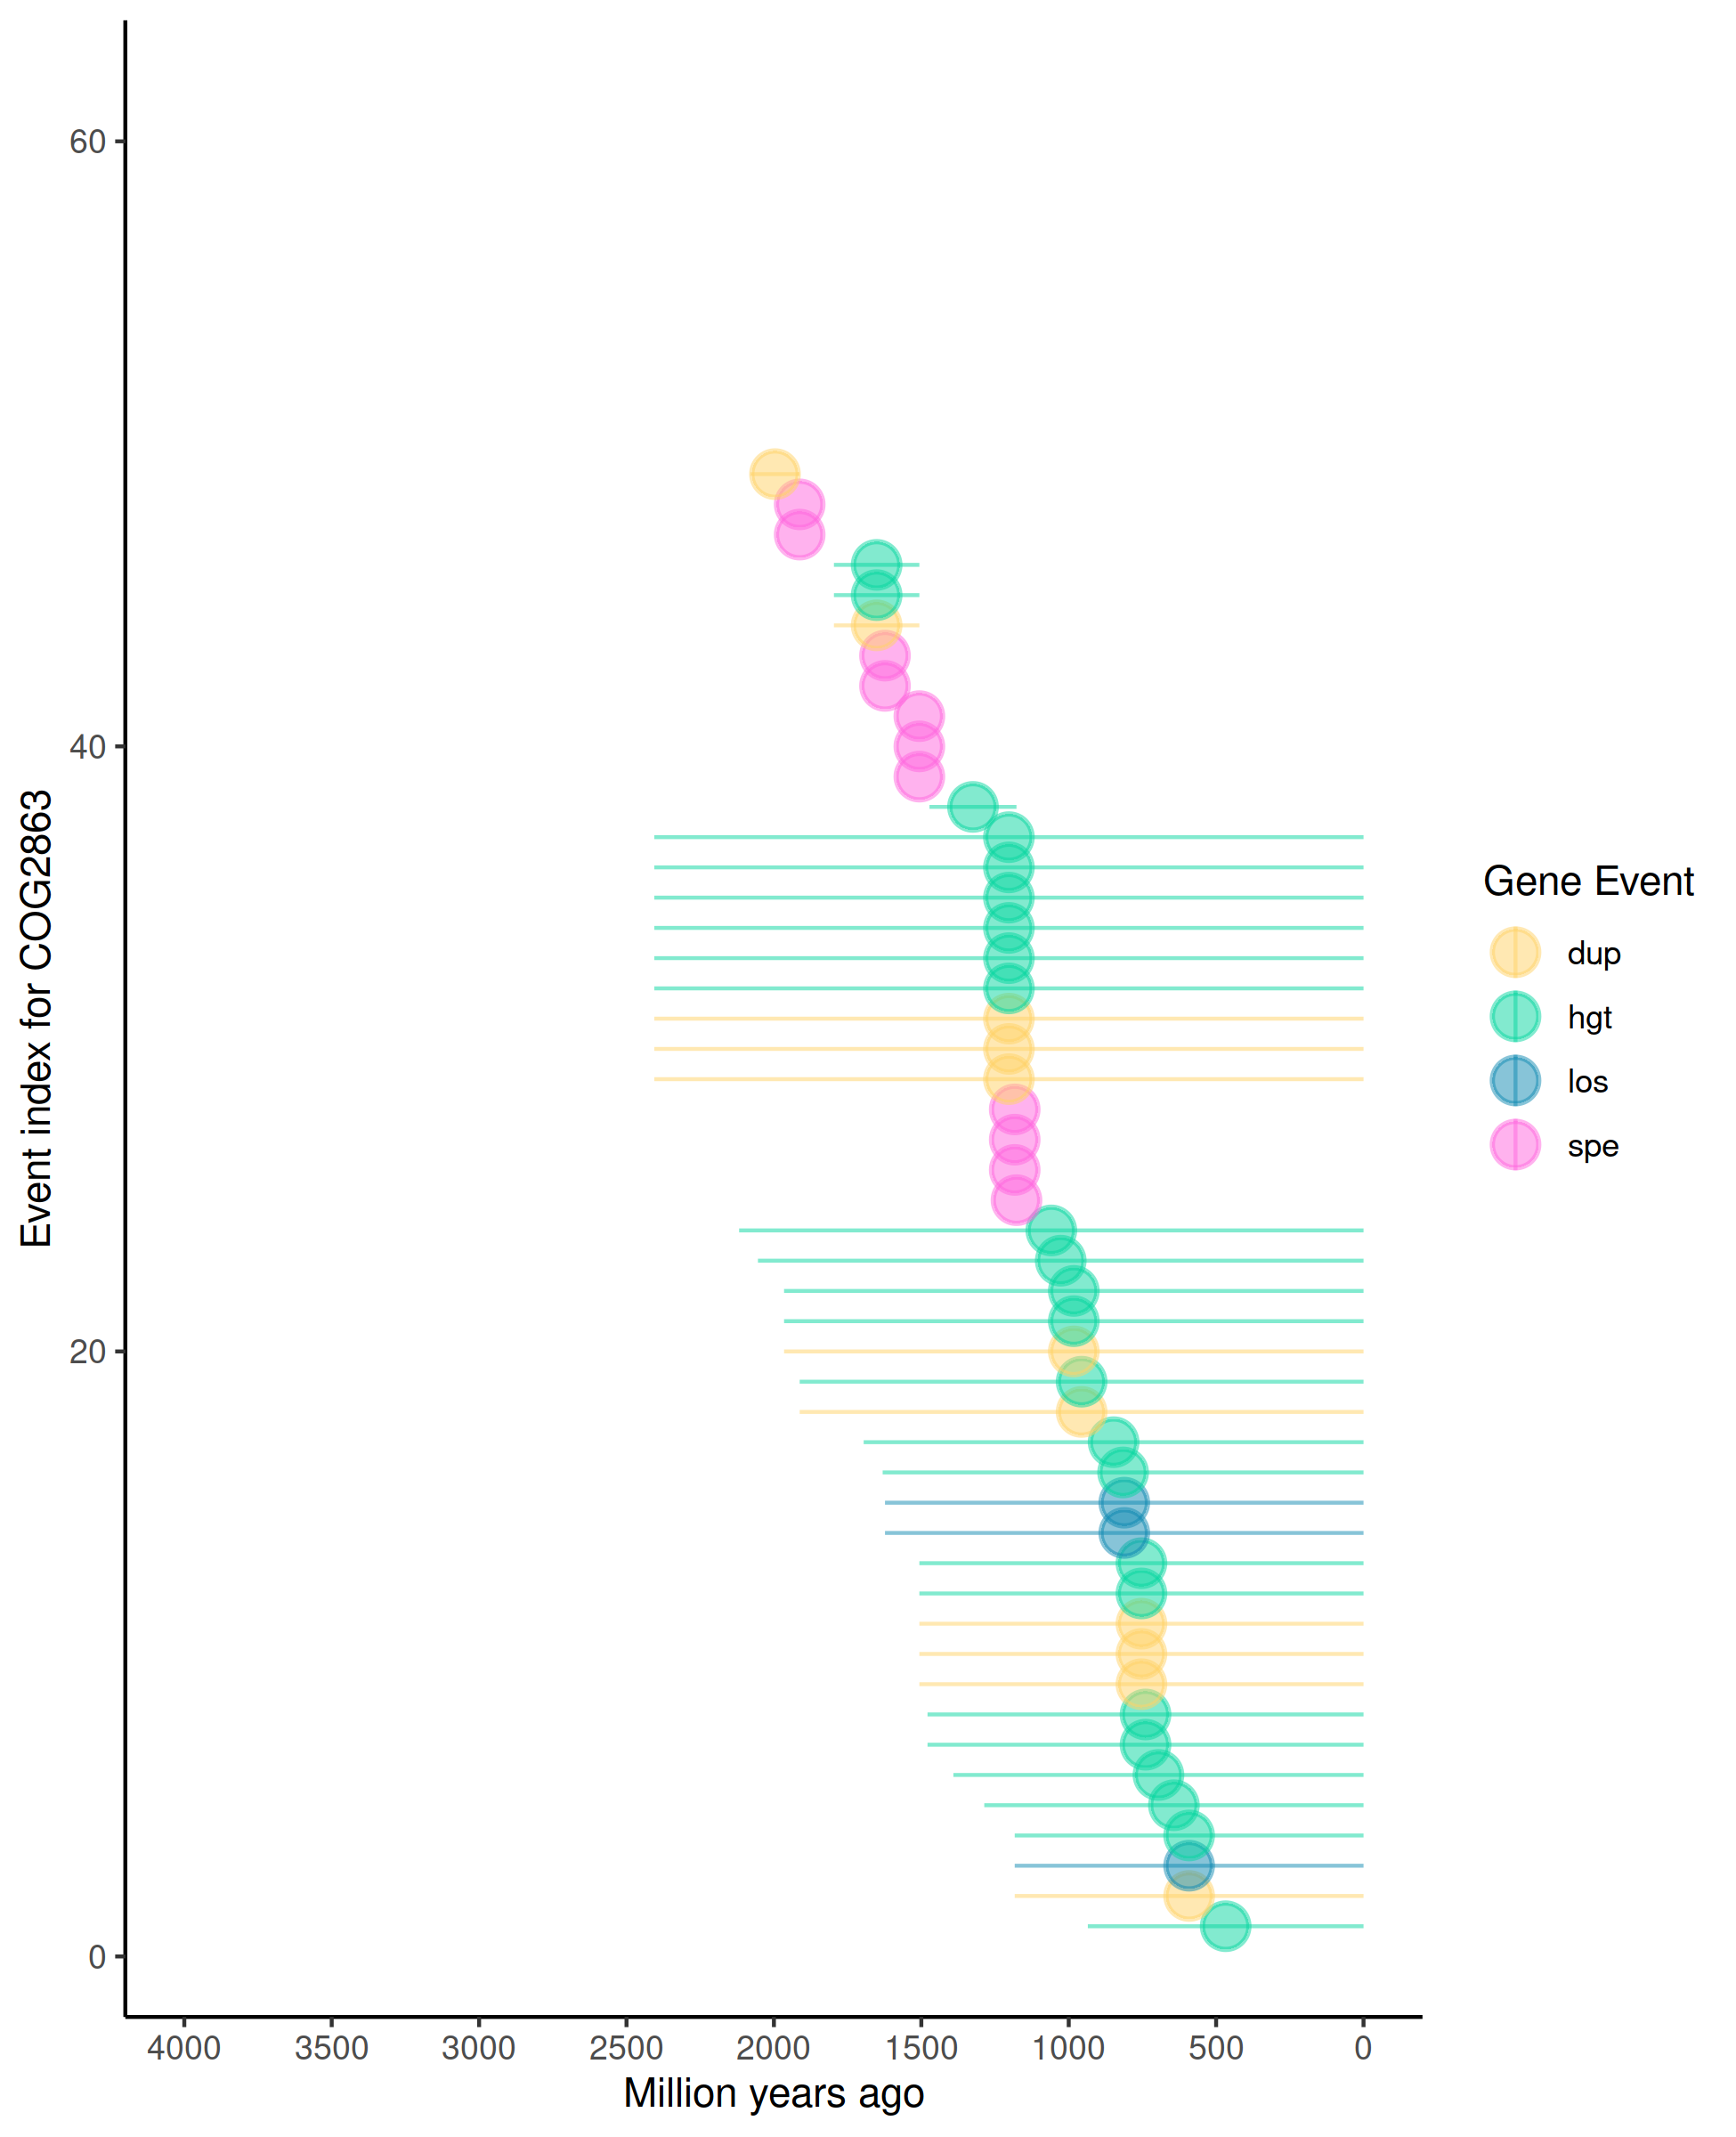 60
40
20
0
Event index for COG2863
4000 3500 3000 2500 2000 1500 1000 500 0
Million years ago
Gene Event
dup
hgt
los
spe